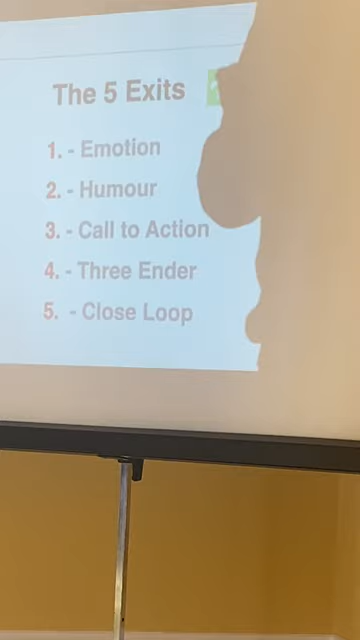 The 5 Exits
1. - Emotion
2. - Humour
3. - Call to Action
4. - Three Ender
5. - Close Loop